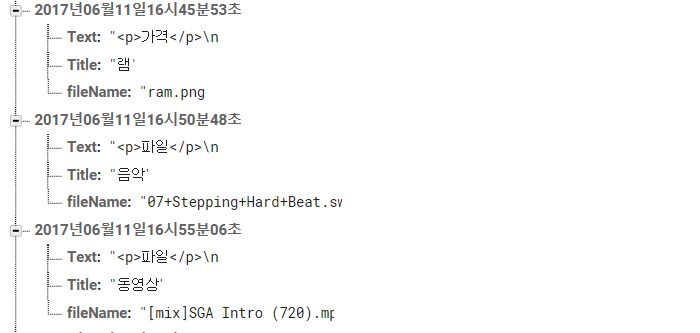 2017년06월11일16시45분53초
Text: "<p>가격</p>\n
Title: "램"
fileName: "ram.png
2017년06월11일16시50분48초
Text: "<p>파일</p>\n
Title: "음악"
fileName: "07+Stepping+Hard+Beat.sw
2017년06월11일16시55분06초
Text: "<p>파일</p>\n
Title: "동영상"
fileName: "[mix]SGA Intro (720).mp